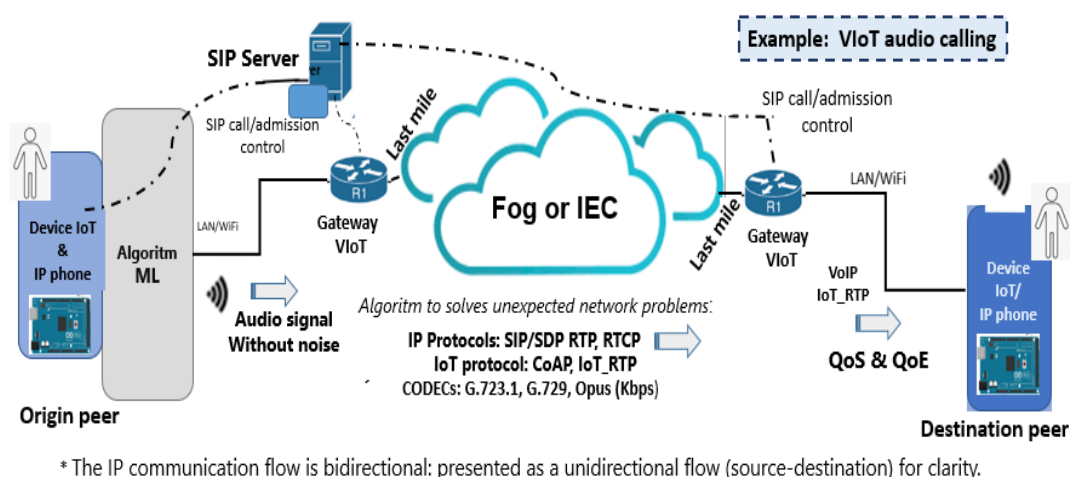 Example: VIoT audio calling
SIP Server
ver
SIP call/admission
control
Last mile
SIP call/admission
control
R1
Gateway
VIoT
Fog or IEC
Last mile
R1
Gateway
VIoT
LAN/WiFi
LAN/WiFi
Device IoT
&
IP phone
Algoritm
ML
Audio signal
Without noise
Algoritm to solves unexpected network problems:
IP Protocols: SIP/SDP RTP, RTCP
IoT protocol: CoAP, IoT_RTP
CODECs: G.723.1, G.729, Opus (Kbps)
VoIP
IoT_RTP
QoS & QoE
Device
IoT/
IP phone
Origin peer
Destination peer
* The IP communication flow is bidirectional: presented as a unidirectional flow (source-destination) for clarity.